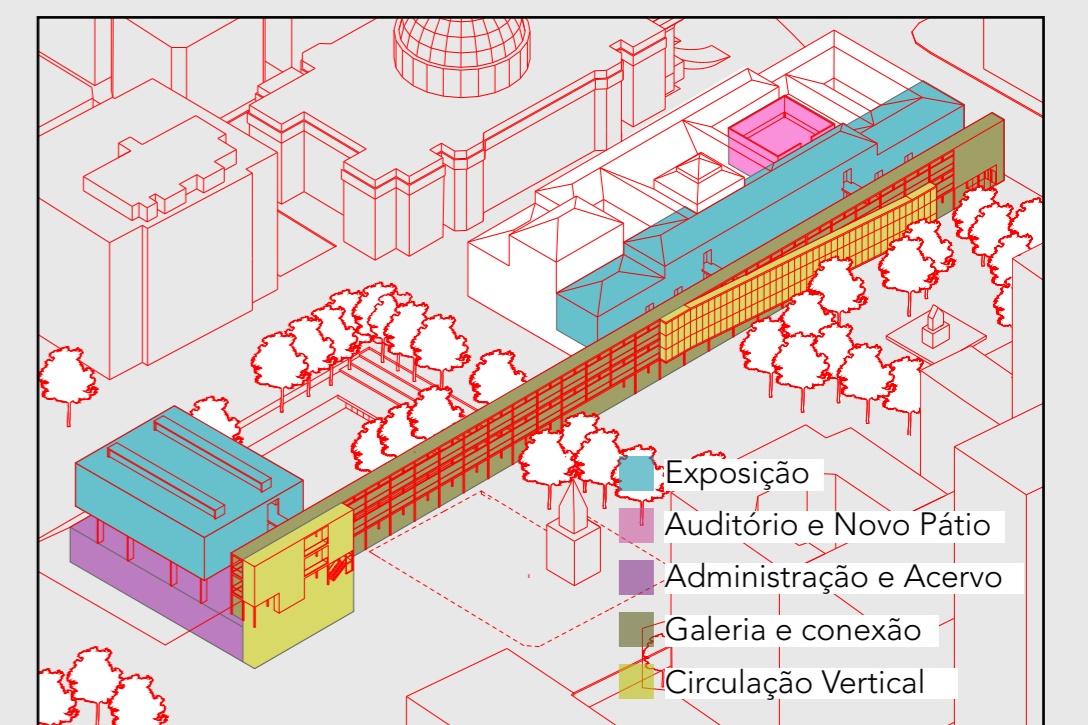 Exposição
Auditório e Novo Pátio
Administração e Acervo
Galeria e conexão
Circulação Vertical